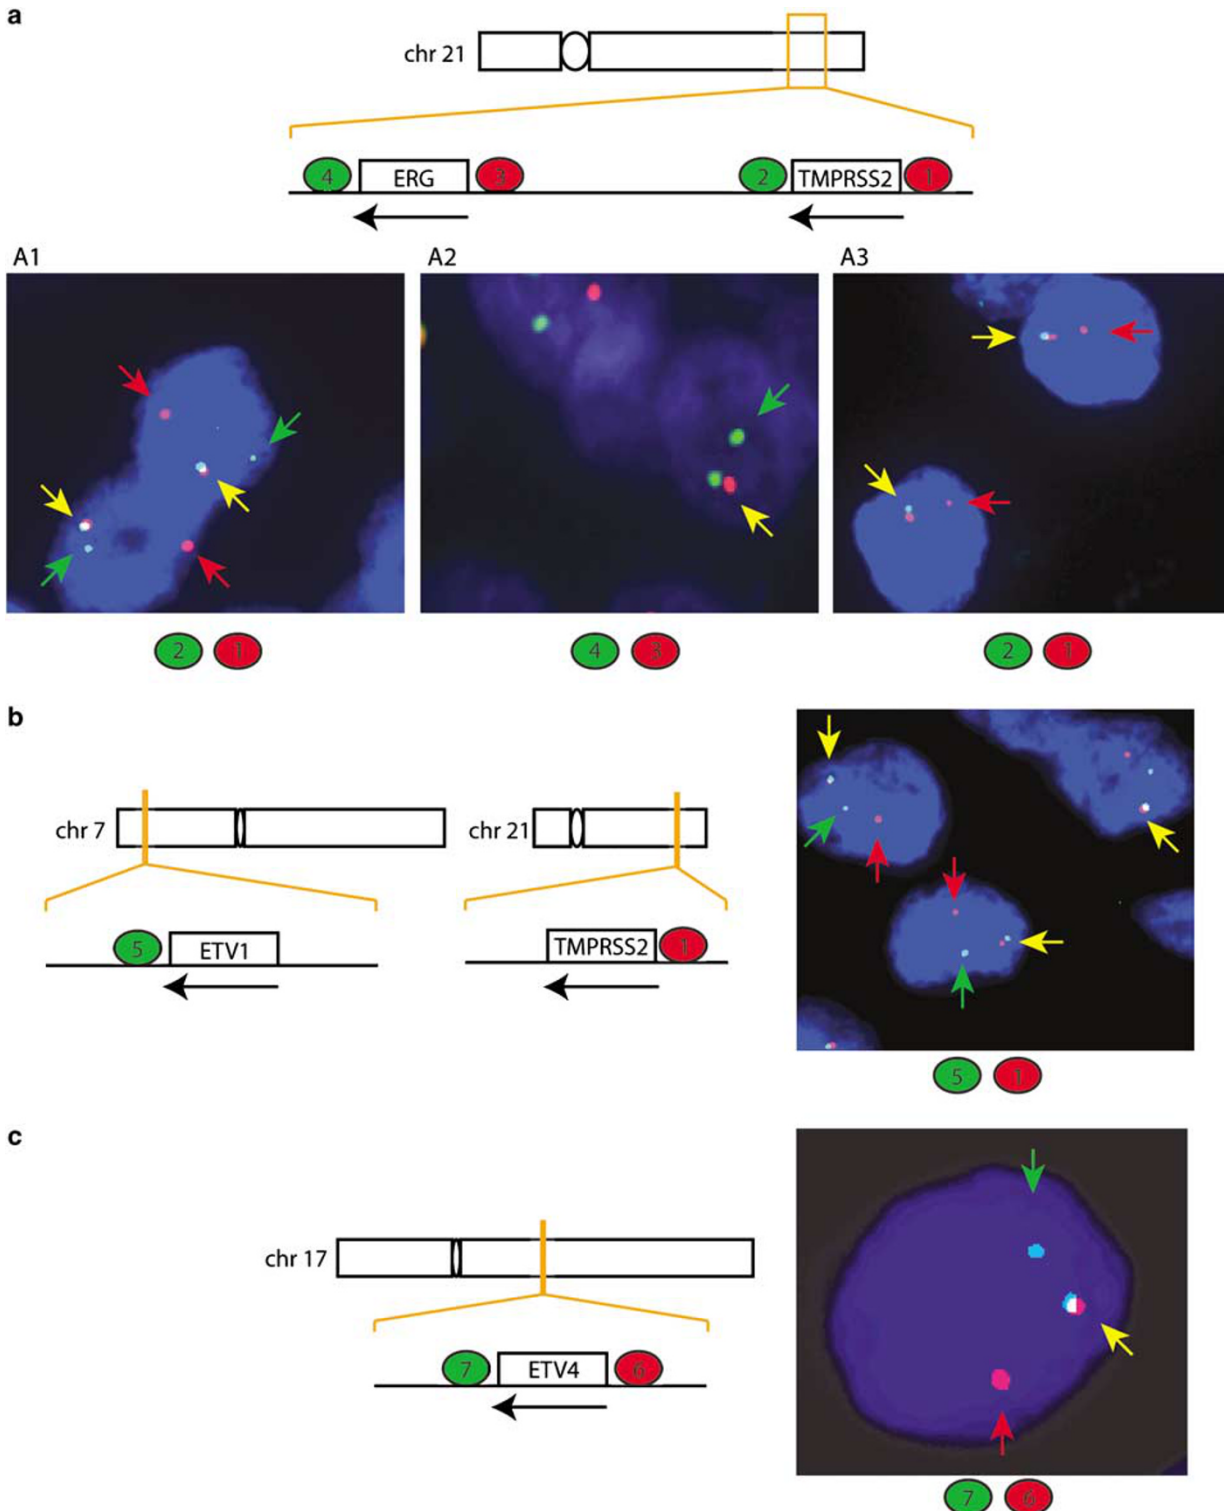 a
chr 21
4 ERG 3 2 TMPRSS2 1
A1 A2 A3
2 1 4 3 2 1
b
chr 7 chr 21
5 ETV1 TMPRSS2 1
5 1
c
chr 17
7 ETV4 6
7 6